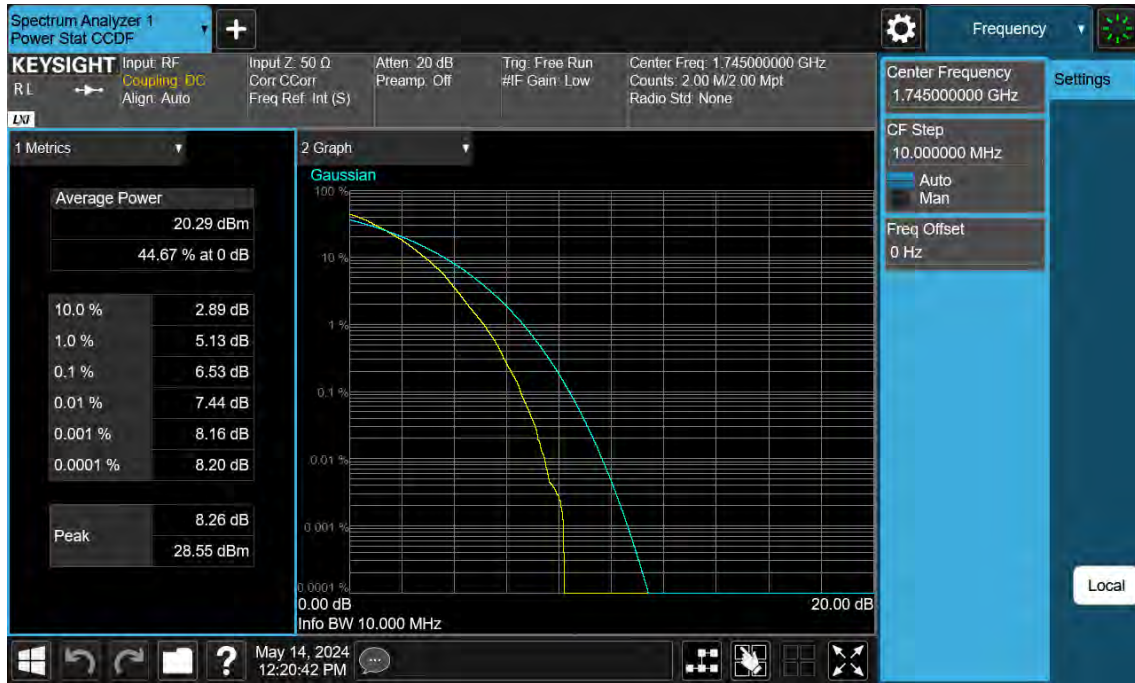 Spectrum Analyzer 1
Power Stat CCDF
+
Frequency
KEYSIGHT
R L
LXI
Input: RF
Coupling: DC
Align: Auto
Input Z: 50 Ω
Corr CCorr
Freq Ref: Int (S)
Atten: 20 dB
Preamp: Off
Trig: Free Run
#IF Gain: Low
Center Freq: 1.745000000 GHz
Counts: 2.00 M/2.00 Mpt
Radio Std: None
Center Frequency
1.745000000 GHz
Settings
CF Step
10.000000 MHz
Auto
Man
Freq Offset
0 Hz
1 Metrics
Average Power
20.29 dBm
44.67 % at 0 dB
10.0 % 2.89 dB
1.0 % 5.13 dB
0.1 % 6.53 dB
0.01 % 7.44 dB
0.001 % 8.16 dB
0.0001 % 8.20 dB
Peak
8.26 dB
28.55 dBm
2 Graph
Gaussian
100 %
10 %
1 %
0.1 %
0.01 %
0.001 %
0.0001 %
0.00 dB 20.00 dB
Info BW 10.000 MHz
Local
?
May 14, 2024
12:20:42 PM